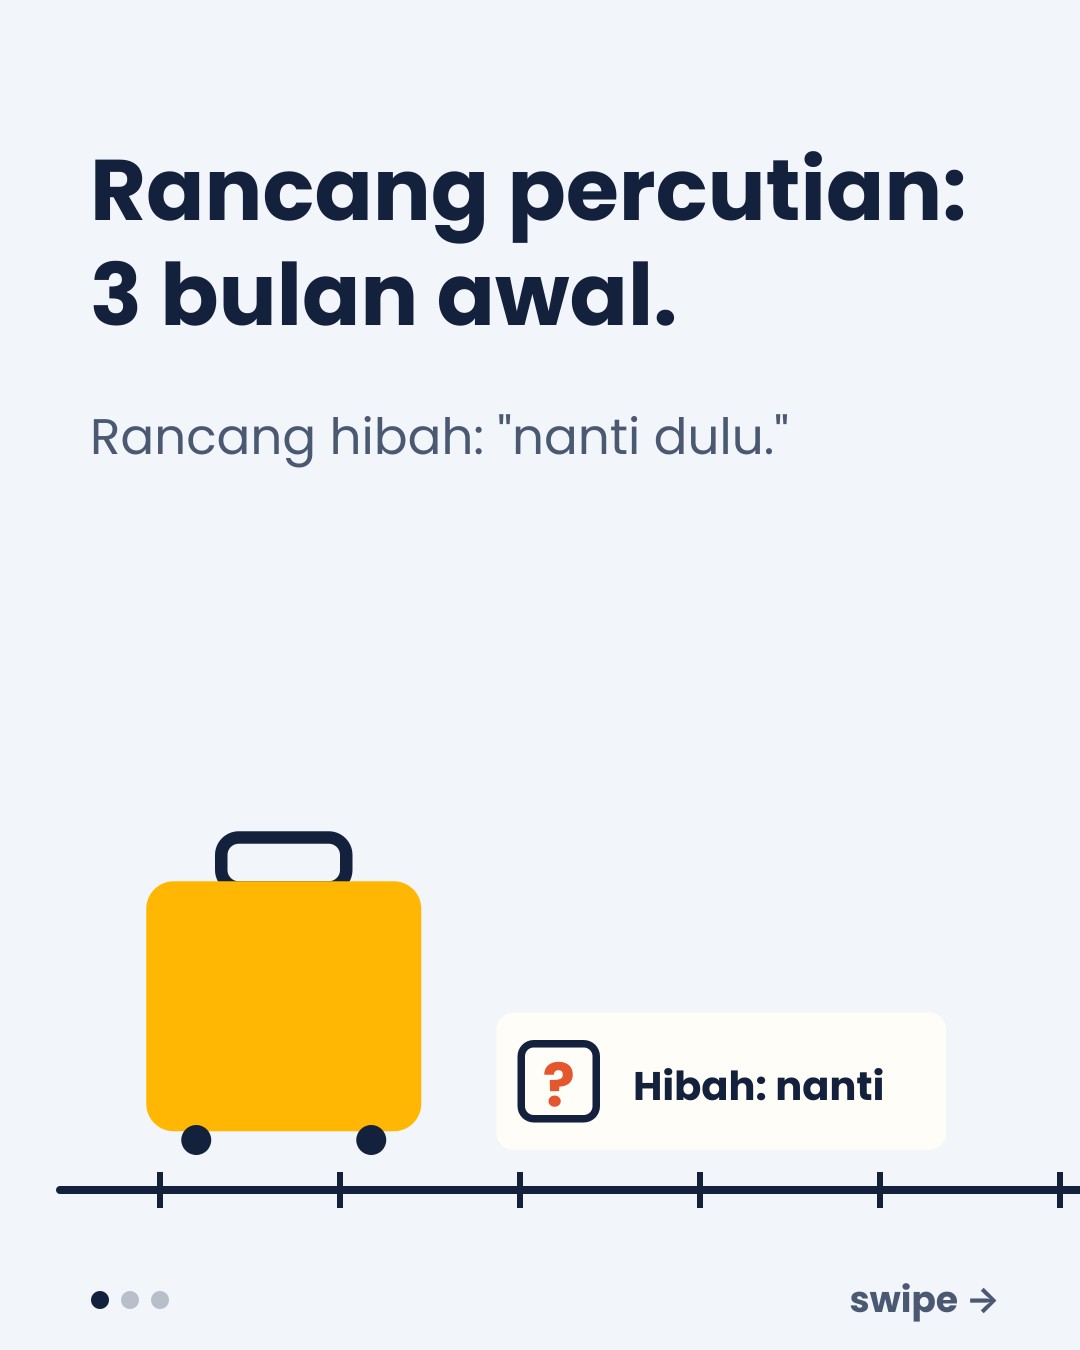 Rancang percutian:
3 bulan awal.
Rancang hibah: "nanti dulu."
?
Hibah: nanti
swipe →